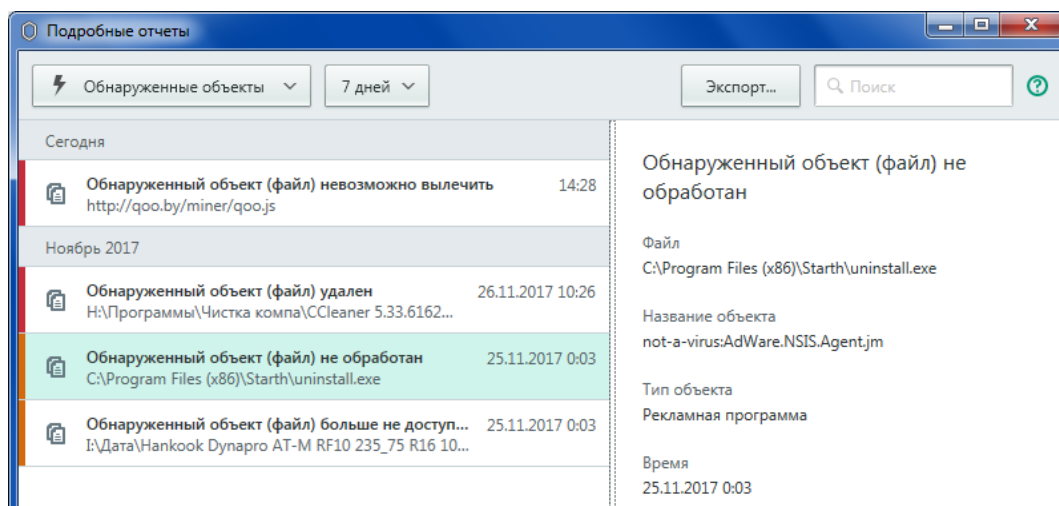 Подробные отчеты
Обнаруженные объекты
7 дней
Экспорт...
Поиск
Сегодня
Обнаруженный объект (файл) невозможно вылечить 14:28
http://qoo.by/miner/qoo.js
Ноябрь 2017
Обнаруженный объект (файл) удален 26.11.2017 10:26
H:\Программы\Чистка компа\CCleaner 5.33.6162...
Обнаруженный объект (файл) не обработан 25.11.2017 0:03
C:\Program Files (x86)\Starth\uninstall.exe
Обнаруженный объект (файл) больше не доступ... 25.11.2017 0:03
I:\Дата\Hankook Dynapro AT-M RF10 235_75 R16 10...
Обнаруженный объект (файл) не
обработан
Файл
C:\Program Files (x86)\Starth\uninstall.exe
Название объекта
not-a-virus:AdWare.NSIS.Agent.jm
Тип объекта
Рекламная программа
Время
25.11.2017 0:03